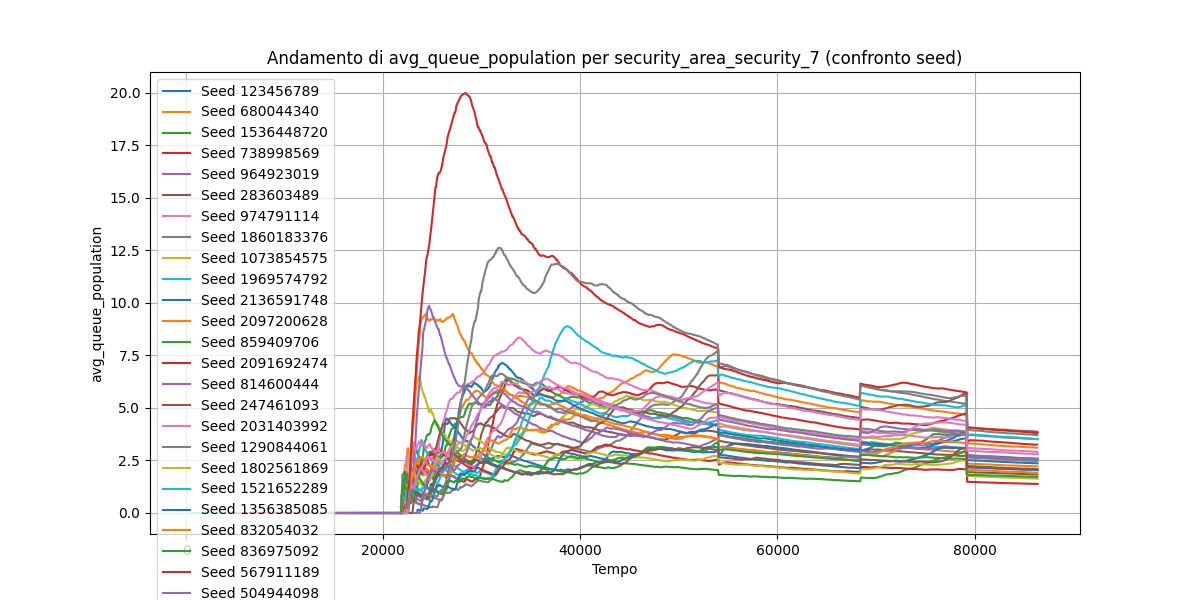 Andamento di avg_queue_population per security_area_security_7 (confronto seed)
avg_queue_population
20.0
17.5
15.0
12.5
10.0
7.5
5.0
2.5
0.0
Seed 123456789
Seed 680044340
Seed 1536448720
Seed 738998569
Seed 964923019
Seed 283603489
Seed 974791114
Seed 1860183376
Seed 1073854575
Seed 1969574792
Seed 2136591748
Seed 2097200628
Seed 859409706
Seed 2091692474
Seed 814600444
Seed 247461093
Seed 2031403992
Seed 1290844061
Seed 1802561869
Seed 1521652289
Seed 1356385085
Seed 832054032
Seed 836975092
Seed 567911189
Seed 504944098
0 20000 40000 60000 80000
Tempo